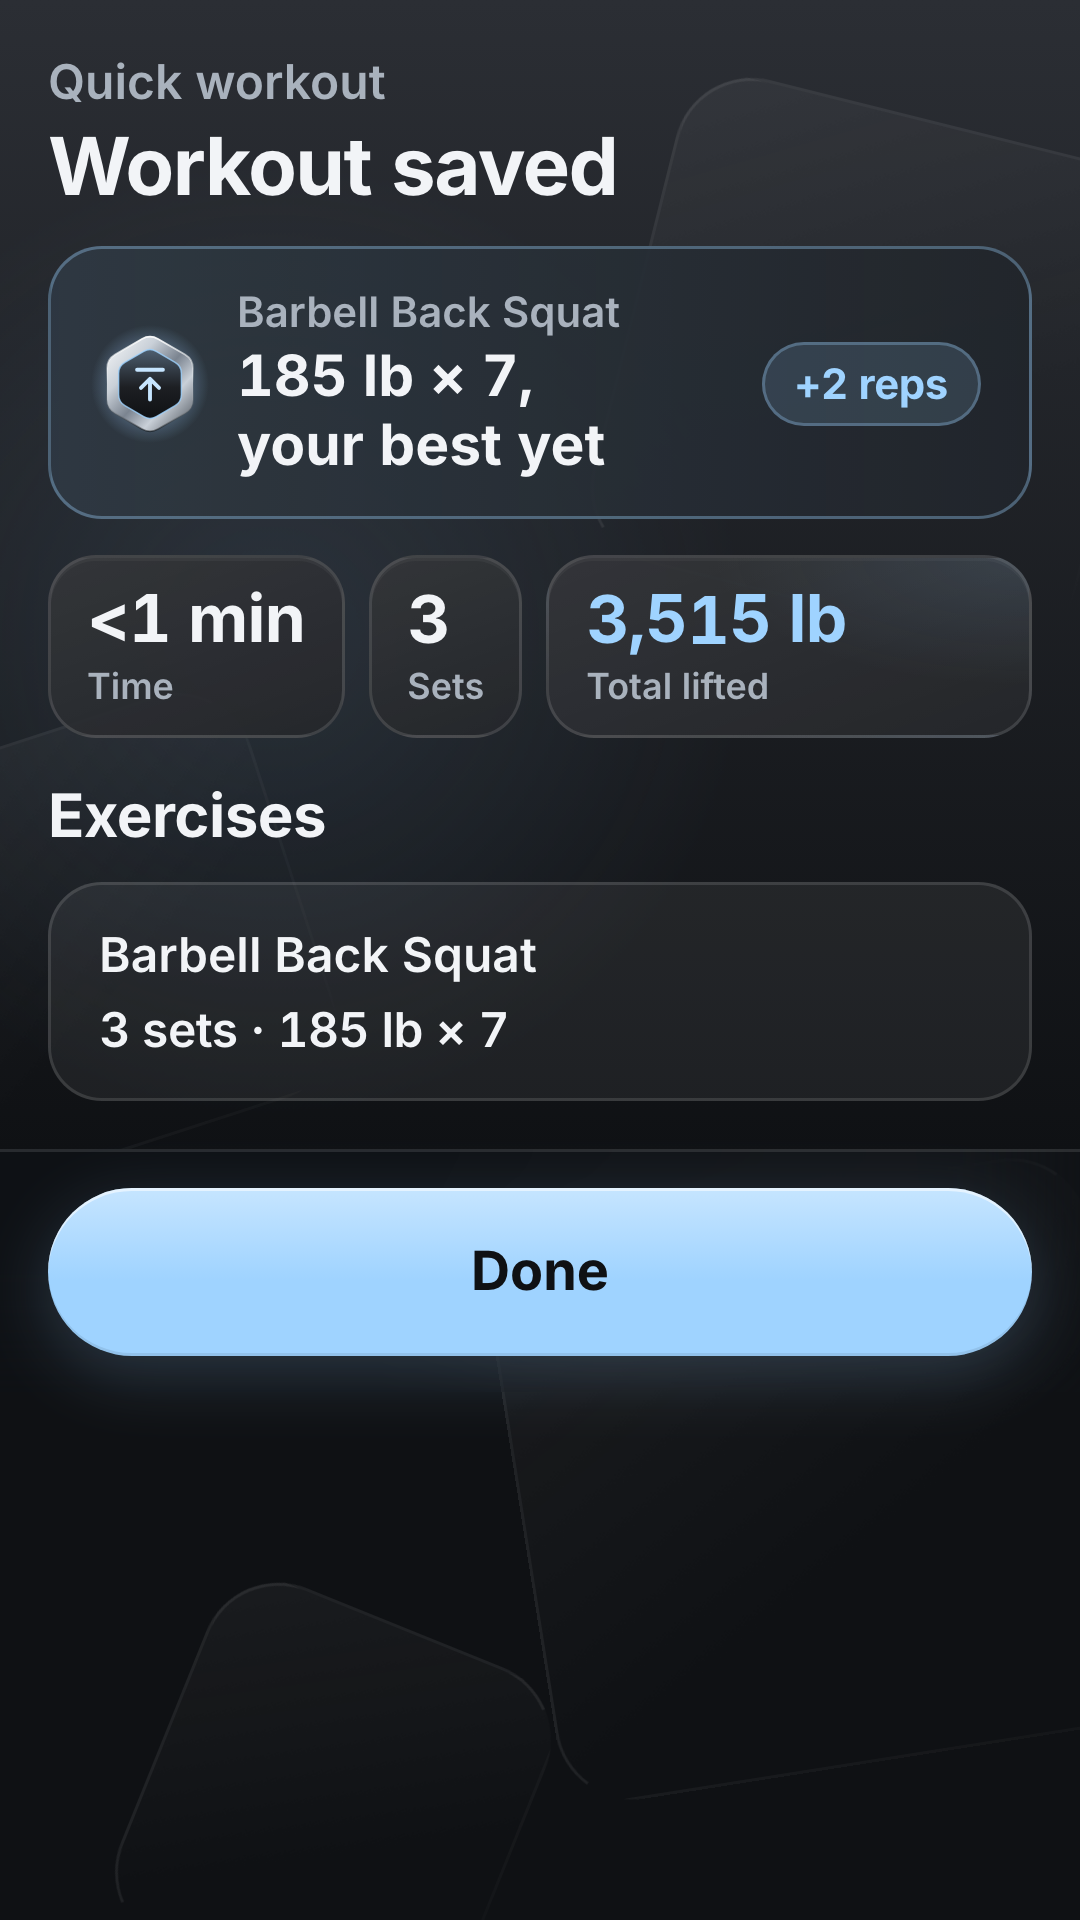 Quick workout
Workout saved
Barbell Back Squat
185 lb × 7,
your best yet
+2 reps
<1 min
Time
3
Sets
3,515 lb
Total lifted
Exercises
Barbell Back Squat
3 sets · 185 lb × 7
Done